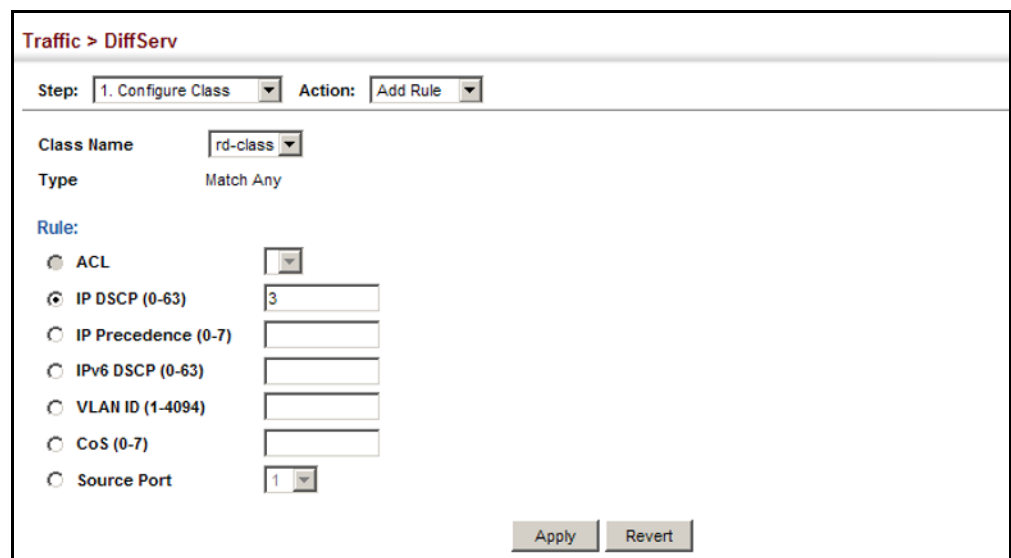 Traffic > DiffServ
Step: 1. Configure Class Action: Add Rule
Class Name rd-class
Type Match Any
Rule:
ACL
IP DSCP (0-63) 3
IP Precedence (0-7)
IPv6 DSCP (0-63)
VLAN ID (1-4094)
CoS (0-7)
Source Port 1
Apply Revert